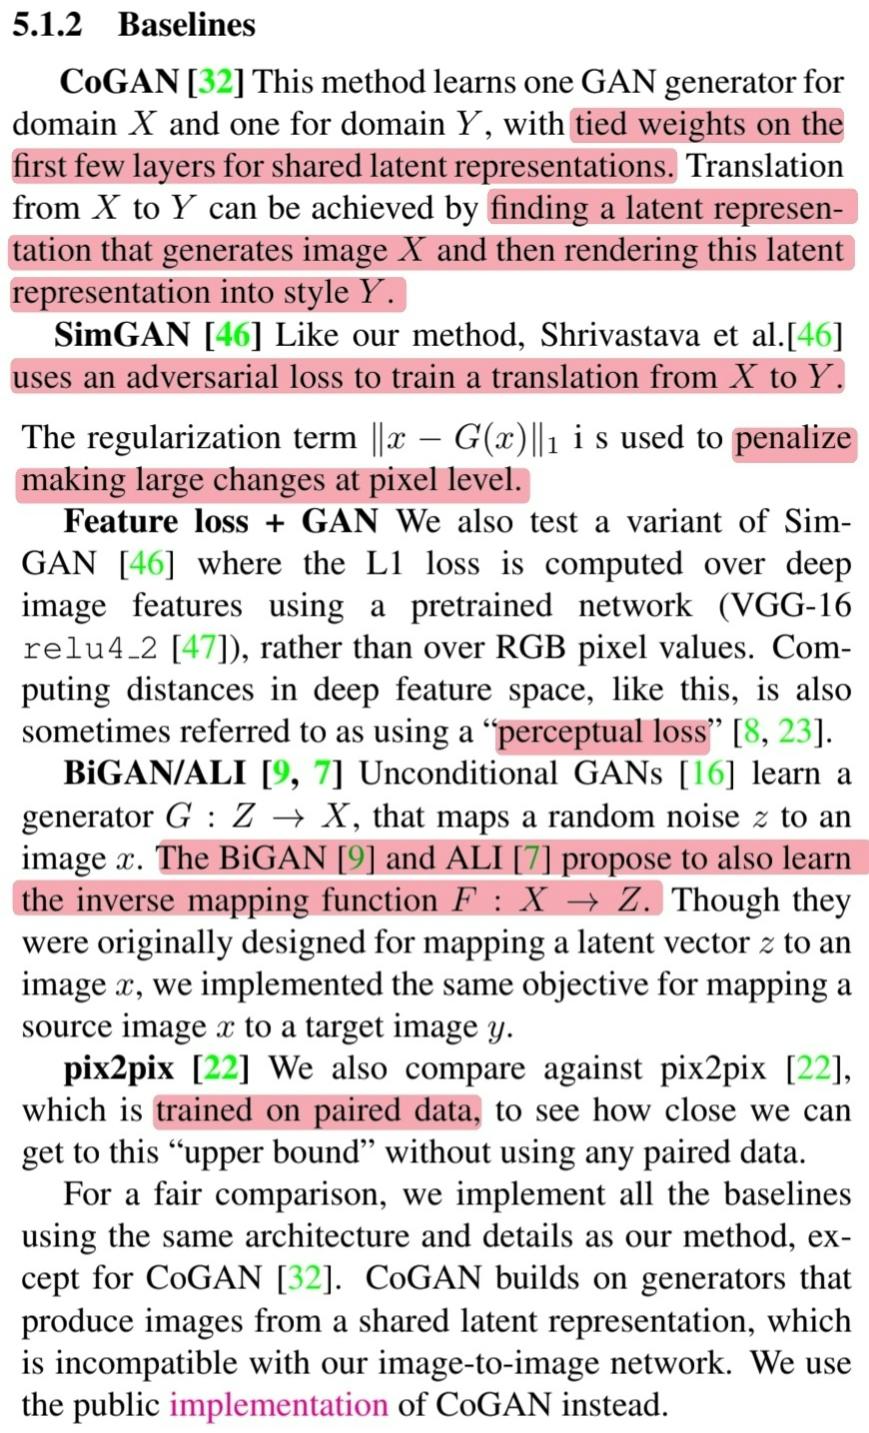 5.1.2 Baselines
CoGAN [32] This method learns one GAN generator for
domain X and one for domain Y, with tied weights on the
first few layers for shared latent representations. Translation
from X to Y can be achieved by finding a latent represen-
tation that generates image X and then rendering this latent
representation into style Y.
SimGAN [46] Like our method, Shrivastava et al.[46]
uses an adversarial loss to train a translation from X to Y.
The regularization term ‖x − G(x)‖₁ i s used to penalize
making large changes at pixel level.
Feature loss + GAN We also test a variant of Sim-
GAN [46] where the L1 loss is computed over deep
image features using a pretrained network (VGG-16
relu4_2 [47]), rather than over RGB pixel values. Com-
puting distances in deep feature space, like this, is also
sometimes referred to as using a “perceptual loss” [8, 23].
BiGAN/ALI [9, 7] Unconditional GANs [16] learn a
generator G : Z → X, that maps a random noise z to an
image x. The BiGAN [9] and ALI [7] propose to also learn
the inverse mapping function F : X → Z. Though they
were originally designed for mapping a latent vector z to an
image x, we implemented the same objective for mapping a
source image x to a target image y.
pix2pix [22] We also compare against pix2pix [22],
which is trained on paired data, to see how close we can
get to this “upper bound” without using any paired data.
For a fair comparison, we implement all the baselines
using the same architecture and details as our method, ex-
cept for CoGAN [32]. CoGAN builds on generators that
produce images from a shared latent representation, which
is incompatible with our image-to-image network. We use
the public implementation of CoGAN instead.